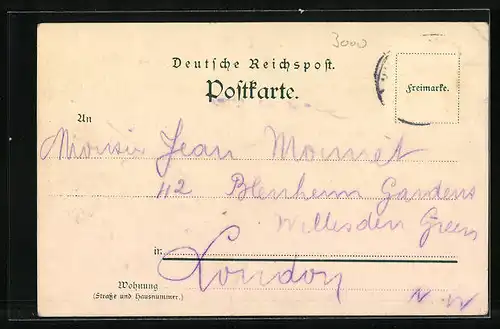 3000
Deutsche Reichspost.
Postkarte.
Freimarke.
An
Monsieur Jean Monnet
42 Blenheim Gardens
Willesden Green
in London
Wohnung
(Straße und Hausnummer.)
N. W